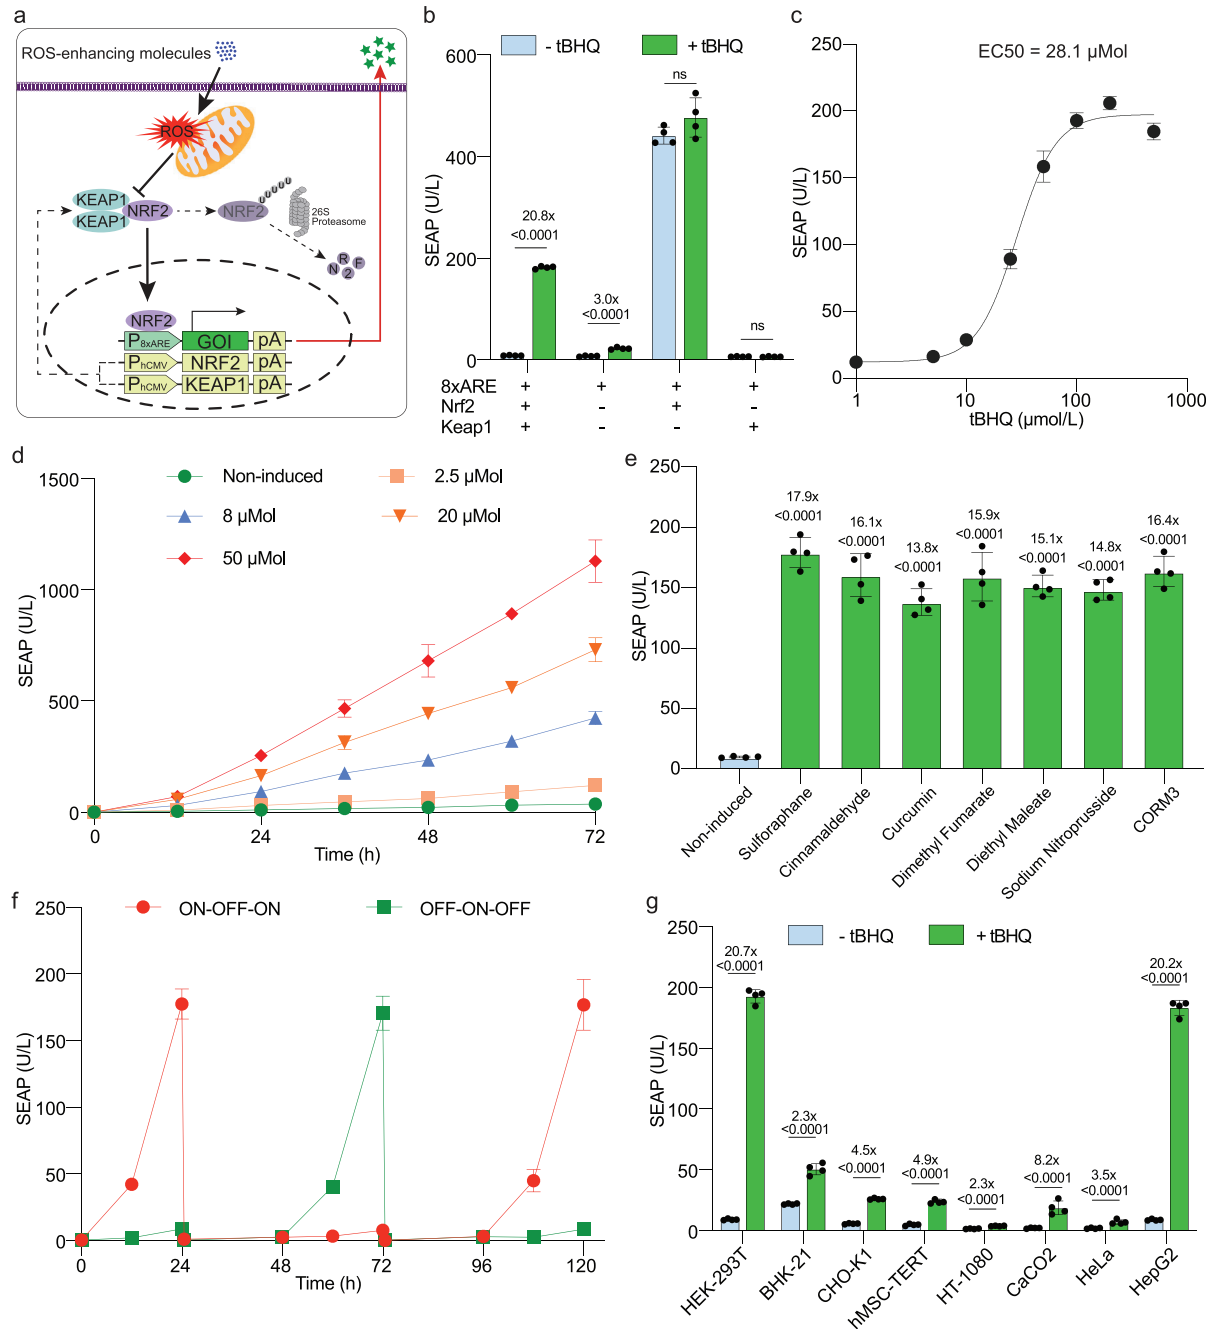 a
ROS-enhancing molecules
ROS
KEAP1
KEAP1
NRF2
NRF2
U U U U U
26S
Proteasome
N R F 2
NRF2
P8xARE GOI pA
PhCMV NRF2 pA
PhCMV KEAP1 pA
b
- tBHQ + tBHQ
SEAP (U/L)
600
400
200
0
20.8x
<0.0001
3.0x
<0.0001
ns
ns
8xARE + + + +
Nrf2 + - + -
Keap1 + - - +
c
EC50 = 28.1 µMol
SEAP (U/L)
250
200
150
100
50
0
1 10 100 1000
tBHQ (µmol/L)
d
Non-induced 2.5 µMol
8 µMol 20 µMol
50 µMol
SEAP (U/L)
1500
1000
500
0
0 24 48 72
Time (h)
e
SEAP (U/L)
250
200
150
100
50
0
17.9x
<0.0001
16.1x
<0.0001
13.8x
<0.0001
15.9x
<0.0001
15.1x
<0.0001
14.8x
<0.0001
16.4x
<0.0001
Non-induced
Sulforaphane
Cinnamaldehyde
Curcumin
Dimethyl Fumarate
Diethyl Maleate
Sodium Nitroprusside
CORM3
f
ON-OFF-ON OFF-ON-OFF
SEAP (U/L)
250
200
150
100
50
0
0 24 48 72 96 120
Time (h)
g
- tBHQ + tBHQ
SEAP (U/L)
250
200
150
100
50
0
20.7x
<0.0001
2.3x
<0.0001
4.5x
<0.0001
4.9x
<0.0001
2.3x
<0.0001
8.2x
<0.0001
3.5x
<0.0001
20.2x
<0.0001
HEK-293T
BHK-21
CHO-K1
hMSC-TERT
HT-1080
CaCO2
HeLa
HepG2